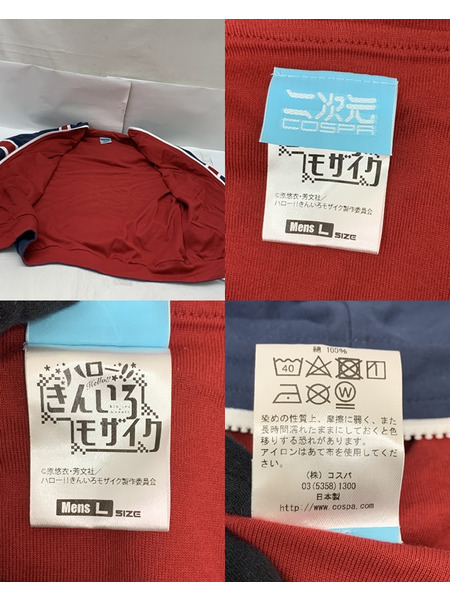 二次元
COSPA
モザイク
©原悠衣・芳文社/
ハロー!!きんいろモザイク製作委員会
Mens L SIZE
ハロー!!
Hello!!
きんいろ
モザイク
©原悠衣・芳文社/
ハロー!!きんいろモザイク製作委員会
Mens L SIZE
綿 100%
40
W
染めの性質上、摩擦に弱く、また
長時間濡れたままにしておくと色
移りする恐れがあります。
アイロンはあて布を使用してくだ
さい。
(株) コスパ
03(5358)1300
日本製
http://www.cospa.com